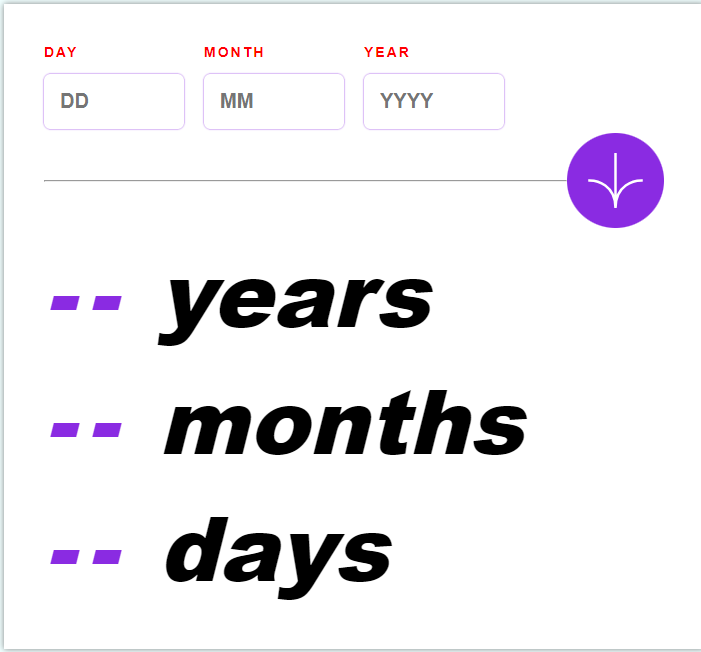 DAY MONTH YEAR
DD MM YYYY
-- years
-- months
-- days